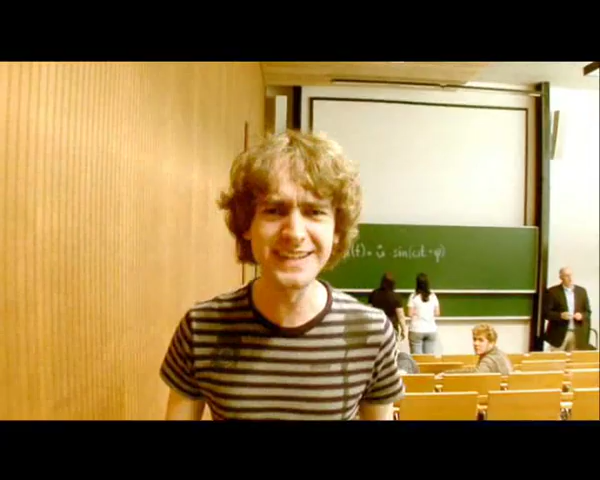 u(t) = û · sin(ωt + φ)